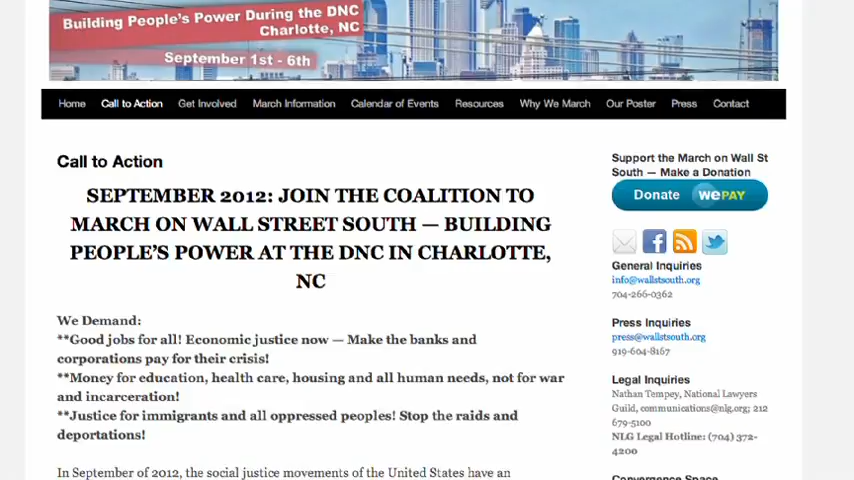 Building People's Power During the DNC
Charlotte, NC
September 1st - 6th
Home Call to Action Get Involved March Information Calendar of Events Resources Why We March Our Poster Press Contact
Call to Action
SEPTEMBER 2012: JOIN THE COALITION TO
MARCH ON WALL STREET SOUTH — BUILDING
PEOPLE'S POWER AT THE DNC IN CHARLOTTE,
NC
We Demand:
**Good jobs for all! Economic justice now — Make the banks and
corporations pay for their crisis!
**Money for education, health care, housing and all human needs, not for war
and incarceration!
**Justice for immigrants and all oppressed peoples! Stop the raids and
deportations!
In September of 2012, the social justice movements of the United States have an
Support the March on Wall St
South — Make a Donation
Donate wePAY
General Inquiries
info@wallstsouth.org
704-266-0362
Press Inquiries
press@wallstsouth.org
919-604-8167
Legal Inquiries
Nathan Tempey, National Lawyers
Guild, communications@nlg.org; 212
679-5100
NLG Legal Hotline: (704) 372-
4200
Convergence Space